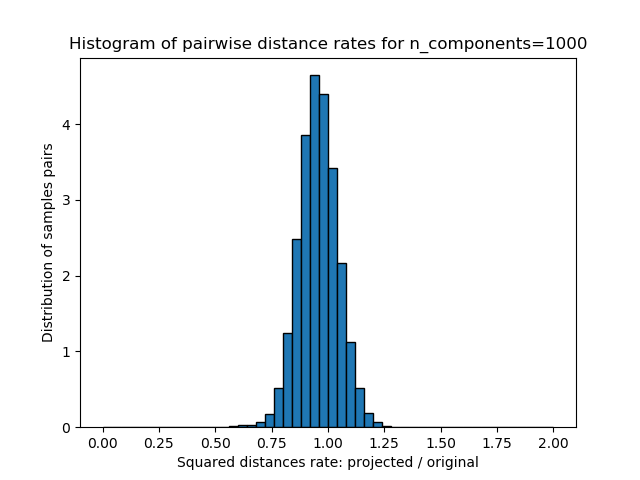 Histogram of pairwise distance rates for n_components=1000
Distribution of samples pairs
4
3
2
1
0
0.00 0.25 0.50 0.75 1.00 1.25 1.50 1.75 2.00
Squared distances rate: projected / original